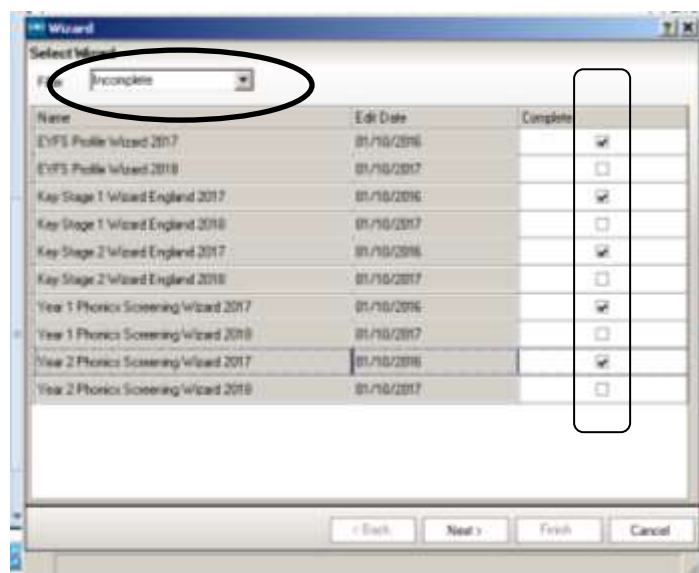 Wizard
Select Wizard
Filter Incomplete
Name Edit Date Complete
EYFS Profile Wizard 2017 01/10/2016
EYFS Profile Wizard 2018 01/10/2017
Key Stage 1 Wizard England 2017 01/10/2016
Key Stage 1 Wizard England 2018 01/10/2017
Key Stage 2 Wizard England 2017 01/10/2016
Key Stage 2 Wizard England 2018 01/10/2017
Year 1 Phonics Screening Wizard 2017 01/10/2016
Year 1 Phonics Screening Wizard 2018 01/10/2017
Year 2 Phonics Screening Wizard 2017 01/10/2016
Year 2 Phonics Screening Wizard 2018 01/10/2017
< Back Next > Finish Cancel